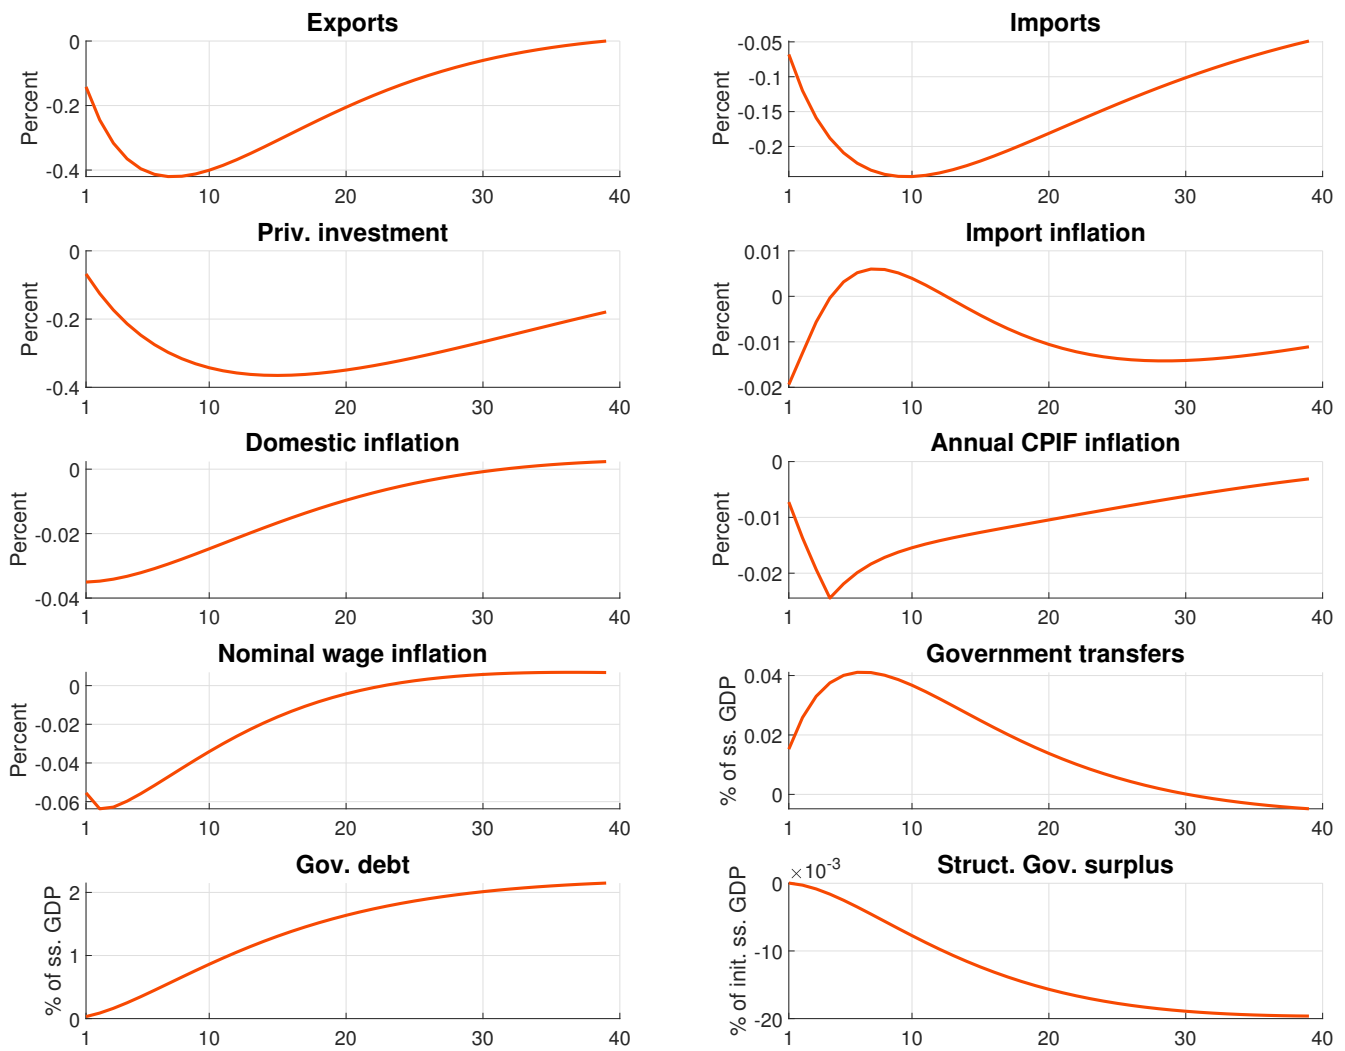 Exports
Percent
0
-0.2
-0.4
1 10 20 30 40
Imports
Percent
-0.05
-0.1
-0.15
-0.2
1 10 20 30 40
Priv. investment
Percent
0
-0.2
-0.4
1 10 20 30 40
Import inflation
Percent
0.01
0
-0.01
-0.02
1 10 20 30 40
Domestic inflation
Percent
0
-0.02
-0.04
1 10 20 30 40
Annual CPIF inflation
Percent
0
-0.01
-0.02
1 10 20 30 40
Nominal wage inflation
Percent
0
-0.02
-0.04
-0.06
1 10 20 30 40
Government transfers
% of ss. GDP
0.04
0.02
0
1 10 20 30 40
Gov. debt
% of ss. GDP
2
1
0
1 10 20 30 40
Struct. Gov. surplus
×10-3
% of init. ss. GDP
0
-10
-20
1 10 20 30 40